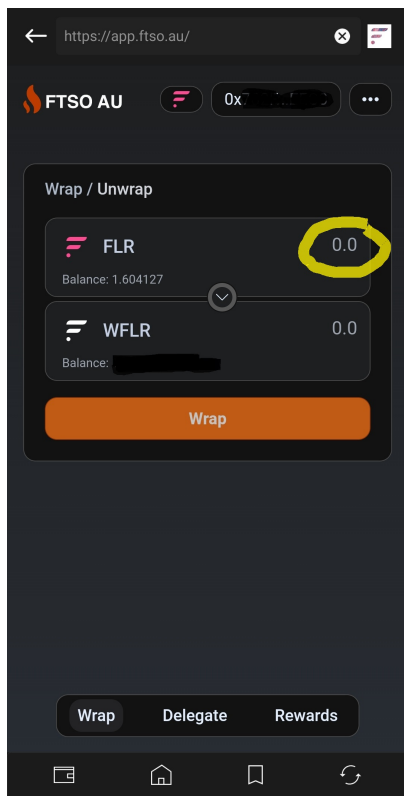 https://app.ftso.au/
FTSO AU
0x
Wrap / Unwrap
FLR
0.0
Balance: 1.604127
WFLR
0.0
Balance:
Wrap
Wrap Delegate Rewards